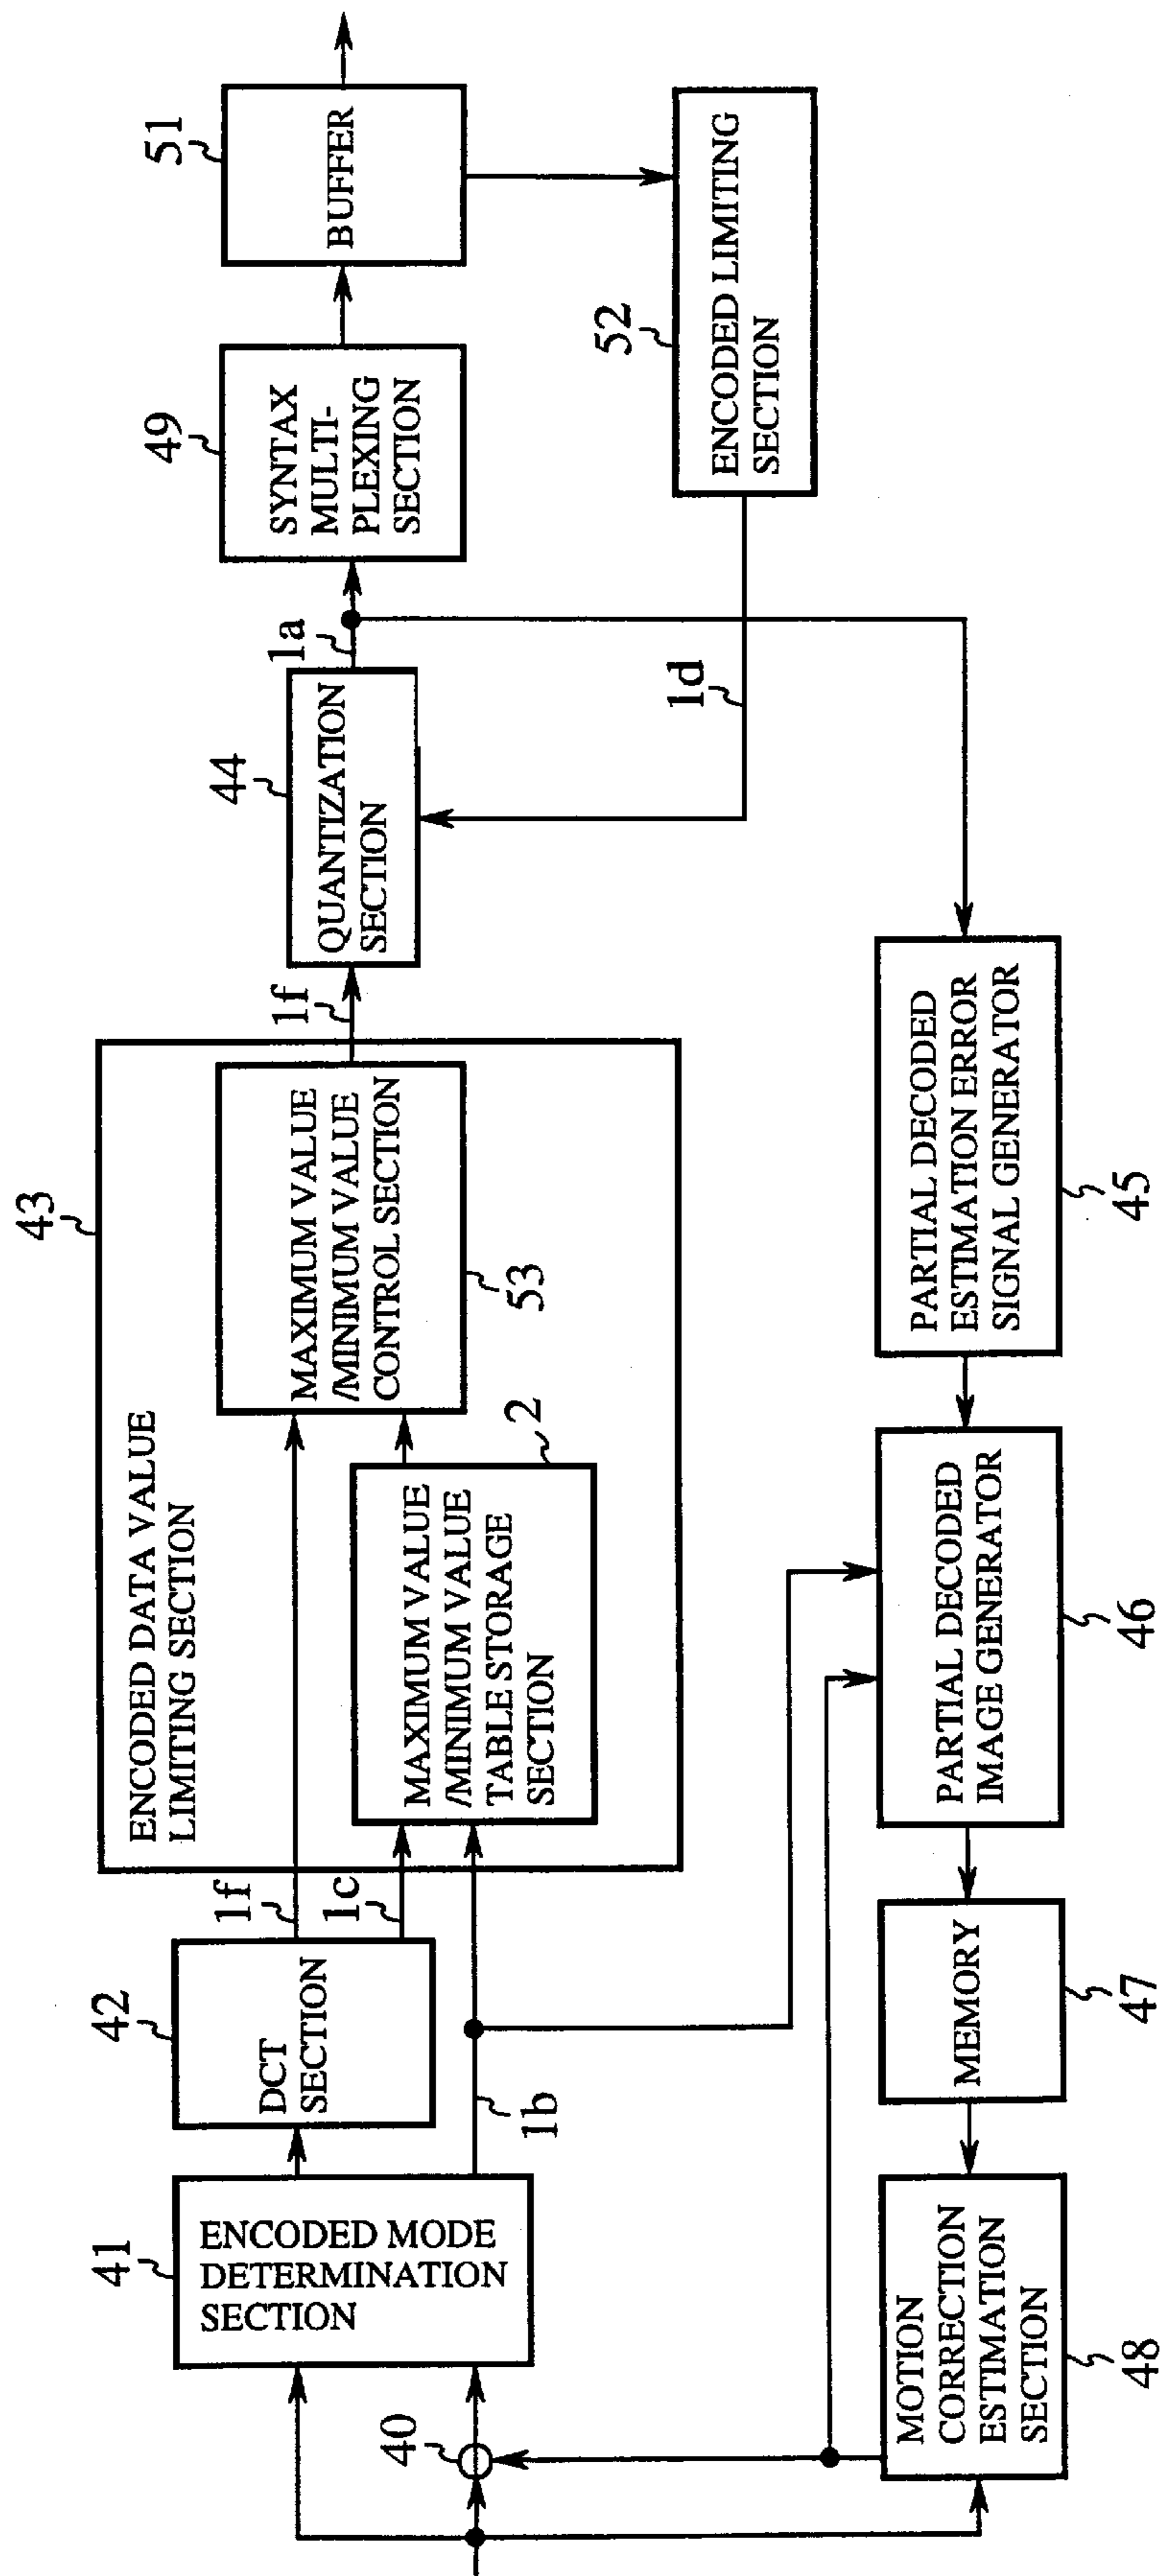 41
ENCODED MODE
DETERMINATION
SECTION
40
42
DCT
SECTION
1b
1f
1c
43
ENCODED DATA VALUE
LIMITING SECTION
MAXIMUM VALUE
/MINIMUM VALUE
TABLE STORAGE
SECTION
2
MAXIMUM VALUE
/MINIMUM VALUE
CONTROL SECTION
53
1f
44
QUANTIZATION
SECTION
1a
49
SYNTAX
MULTI-
PLEXING
SECTION
51
BUFFER
52
ENCODED LIMITING
SECTION
1d
MOTION
CORRECTION
ESTIMATION
SECTION
48
MEMORY
47
PARTIAL DECODED
IMAGE GENERATOR
46
PARTIAL DECODED
ESTIMATION ERROR
SIGNAL GENERATOR
45